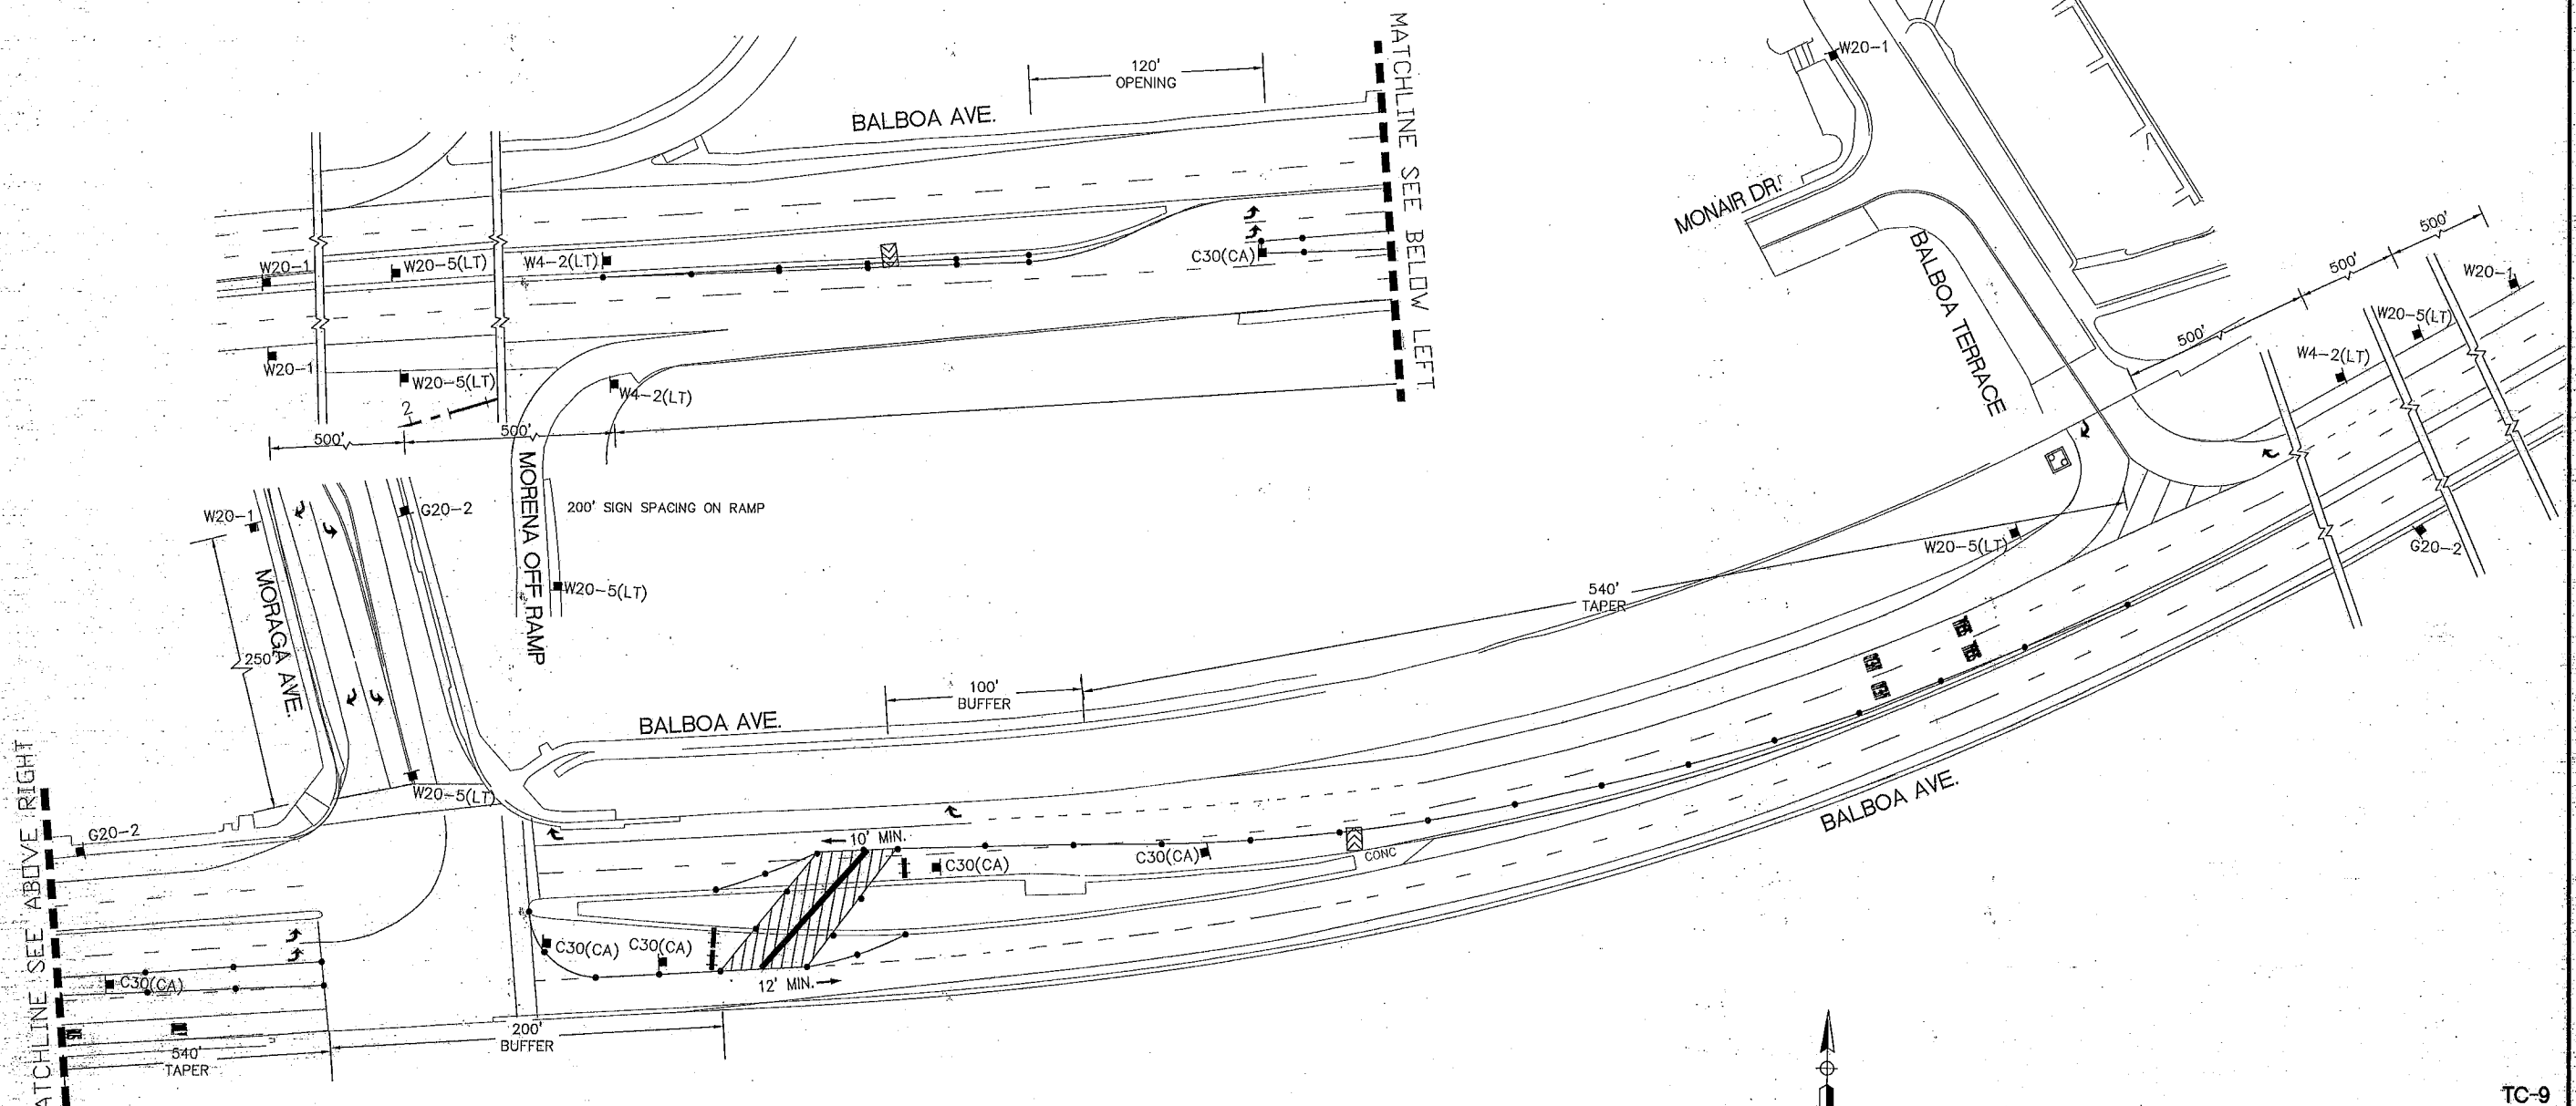 120'
OPENING
BALBOA AVE.
MATCHLINE SEE BELOW LEFT
W20-1
W20-5(LT)
W4-2(LT)
C30(CA)
W20-1
W20-5(LT)
W4-2(LT)
2
500'
500'
MORENA OFF RAMP
200' SIGN SPACING ON RAMP
W20-5(LT)
W20-1
MONAIR DR.
BALBOA TERRACE
500'
500'
500'
W20-1
W20-5(LT)
W4-2(LT)
G20-2
W20-5(LT)
540'
TAPER
W20-1
G20-2
MORAGA AVE.
250'
W20-5(LT)
G20-2
MATCHLINE SEE ABOVE RIGHT
100'
BUFFER
BALBOA AVE.
10' MIN.
C30(CA)
C30(CA)
CONC
BALBOA AVE.
C30(CA)
C30(CA)
12' MIN.
C30(CA)
200'
BUFFER
540'
TAPER
TC-9